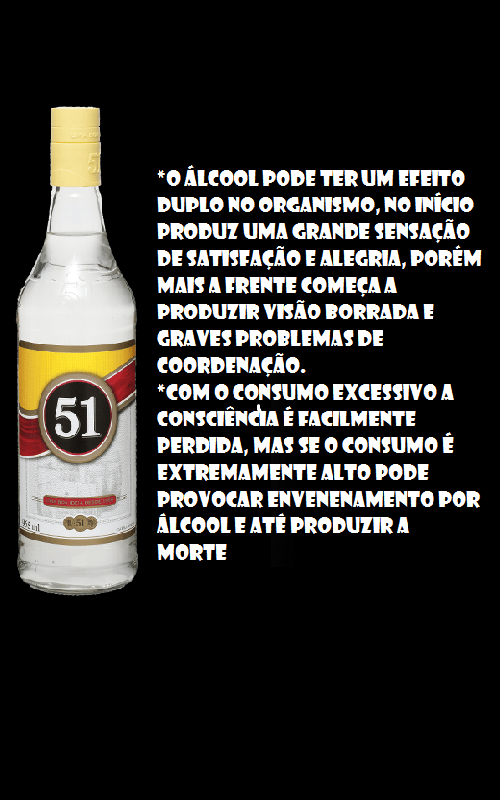 51
*O ÁLCOOL PODE TER UM EFEITO
DUPLO NO ORGANISMO, NO INÍCIO
PRODUZ UMA GRANDE SENSAÇÃO
DE SATISFAÇÃO E ALEGRIA, PORÉM
MAIS A FRENTE COMEÇA A
PRODUZIR VISÃO BORRADA E
GRAVES PROBLEMAS DE
COORDENAÇÃO.
*COM O CONSUMO EXCESSIVO A
CONSCIÊNCIA É FACILMENTE
PERDIDA, MAS SE O CONSUMO É
EXTREMAMENTE ALTO PODE
PROVOCAR ENVENENAMENTO POR
ÁLCOOL E ATÉ PRODUZIR A
MORTE
51
51